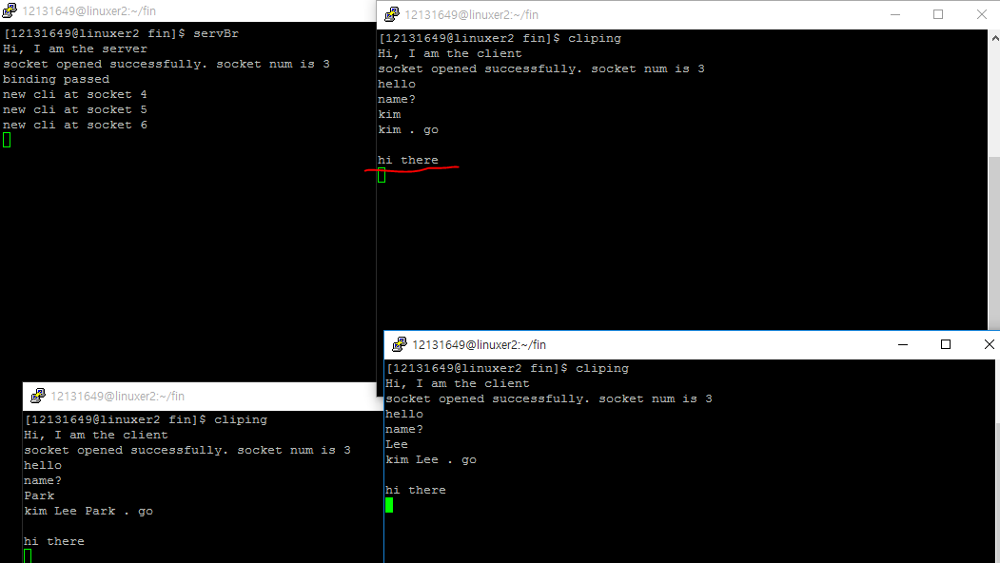 12131649@linuxer2:~/fin
[12131649@linuxer2 fin]$ servBr
Hi, I am the server
socket opened successfully. socket num is 3
binding passed
new cli at socket 4
new cli at socket 5
new cli at socket 6
12131649@linuxer2:~/fin
[12131649@linuxer2 fin]$ cliping
Hi, I am the client
socket opened successfully. socket num is 3
hello
name?
kim
kim . go
hi there
12131649@linuxer2:~/fin
[12131649@linuxer2 fin]$ cliping
Hi, I am the client
socket opened successfully. socket num is 3
hello
name?
Lee
kim Lee . go
hi there
12131649@linuxer2:~/fin
[12131649@linuxer2 fin]$ cliping
Hi, I am the client
socket opened successfully. socket num is 3
hello
name?
Park
kim Lee Park . go
hi there